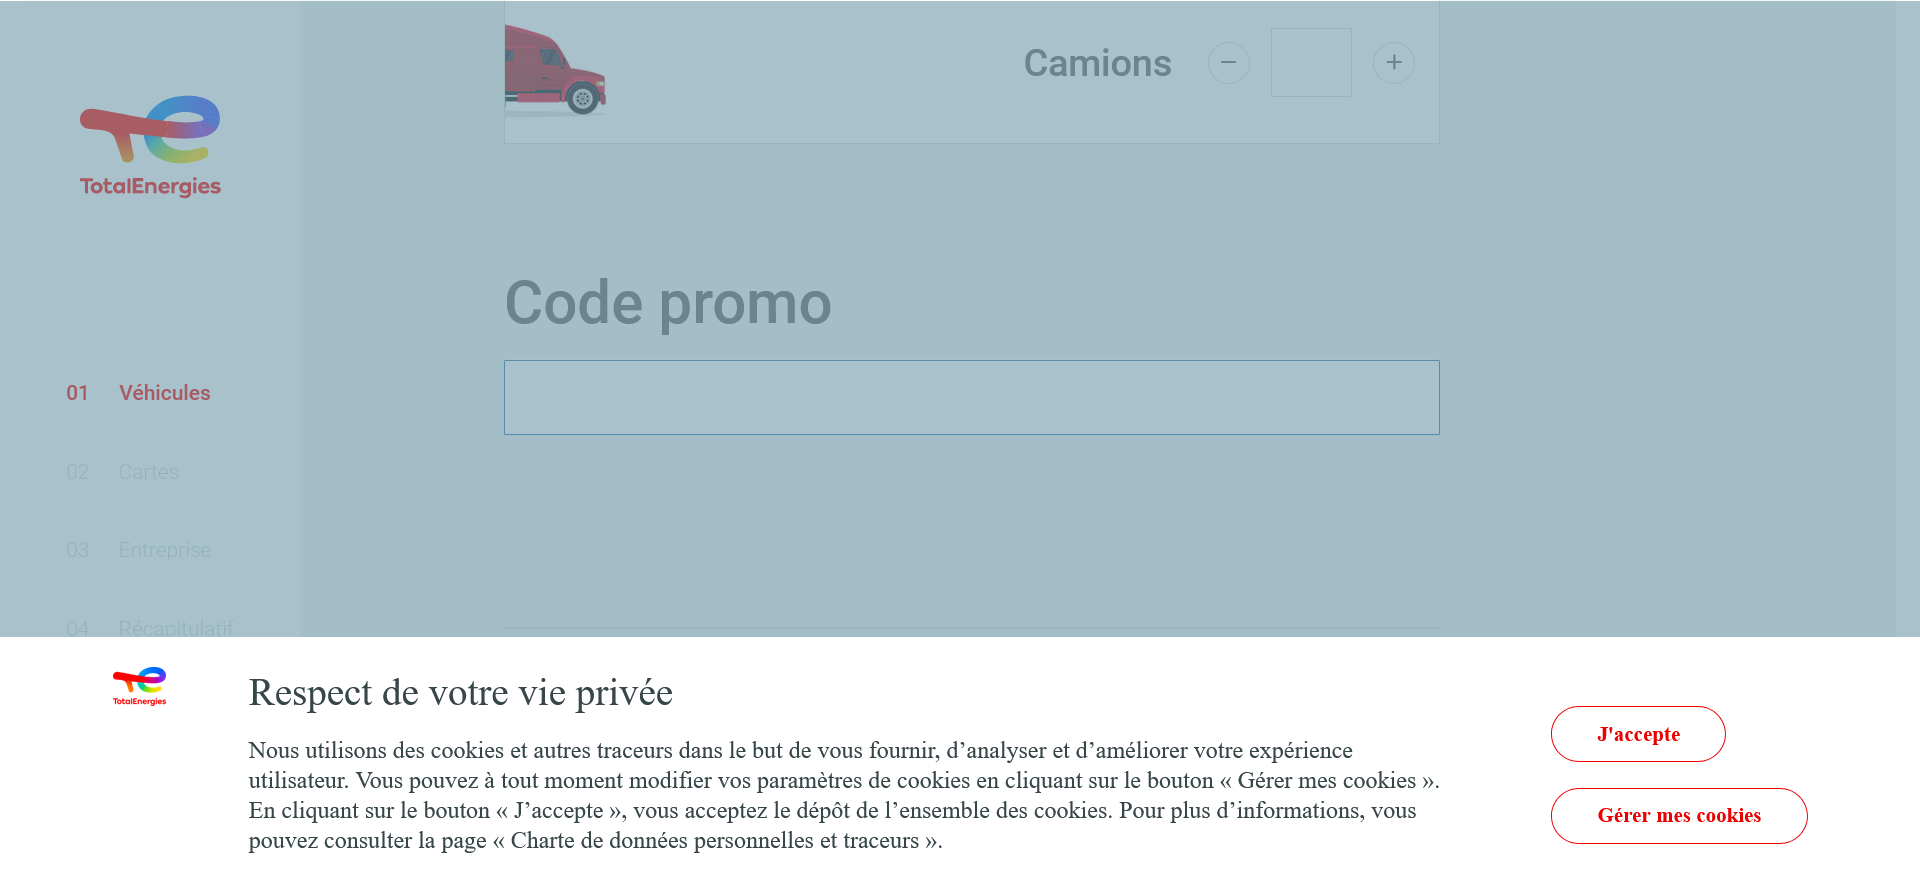 Camions
TotalEnergies
Code promo
01 Véhicules
02 Cartes
03 Entreprise
04 Récapitulatif
TotalEnergies
Respect de votre vie privée
Nous utilisons des cookies et autres traceurs dans le but de vous fournir, d’analyser et d’améliorer votre expérience
utilisateur. Vous pouvez à tout moment modifier vos paramètres de cookies en cliquant sur le bouton « Gérer mes cookies ».
En cliquant sur le bouton « J’accepte », vous acceptez le dépôt de l’ensemble des cookies. Pour plus d’informations, vous
pouvez consulter la page « Charte de données personnelles et traceurs ».
J'accepte
Gérer mes cookies